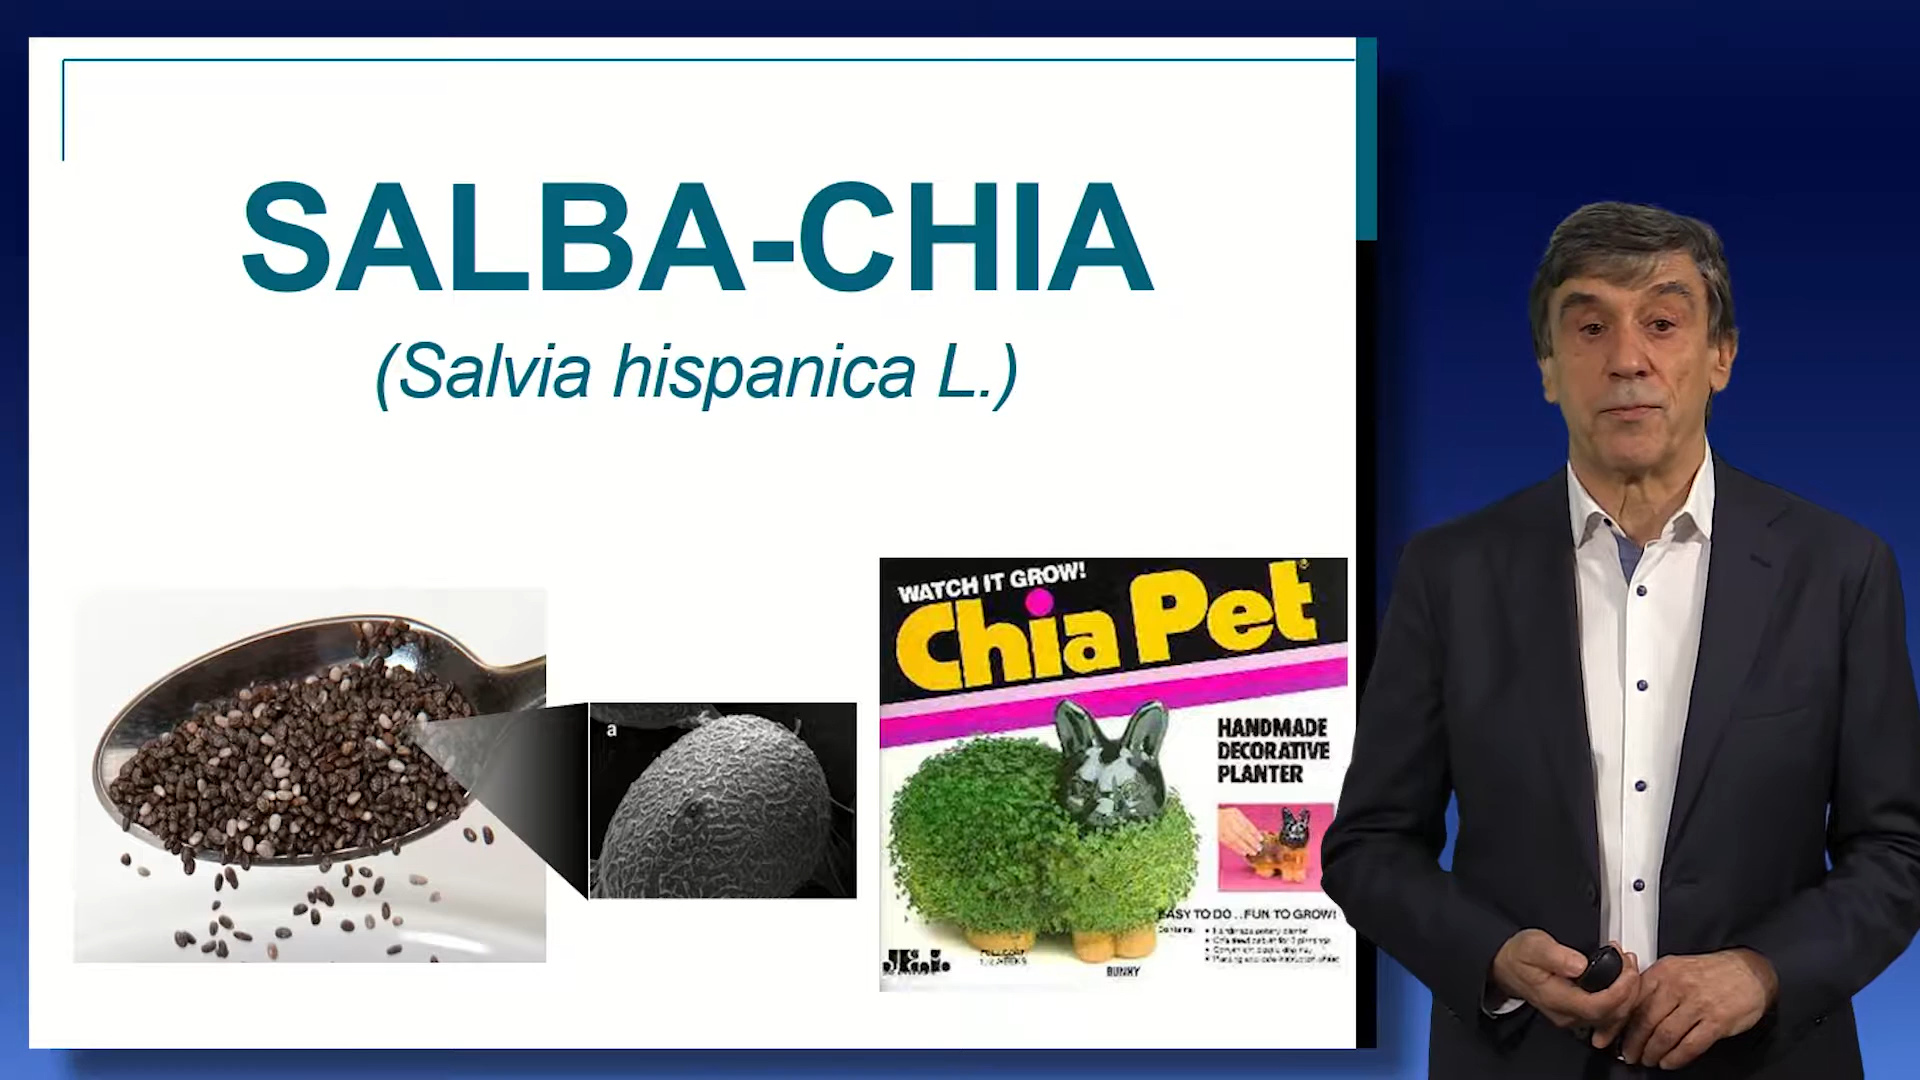 SALBA-CHIA
(Salvia hispanica L.)
a
WATCH IT GROW!
Chia Pet®
HANDMADE
DECORATIVE
PLANTER
EASY TO DO...FUN TO GROW!
Contents:
BUNNY